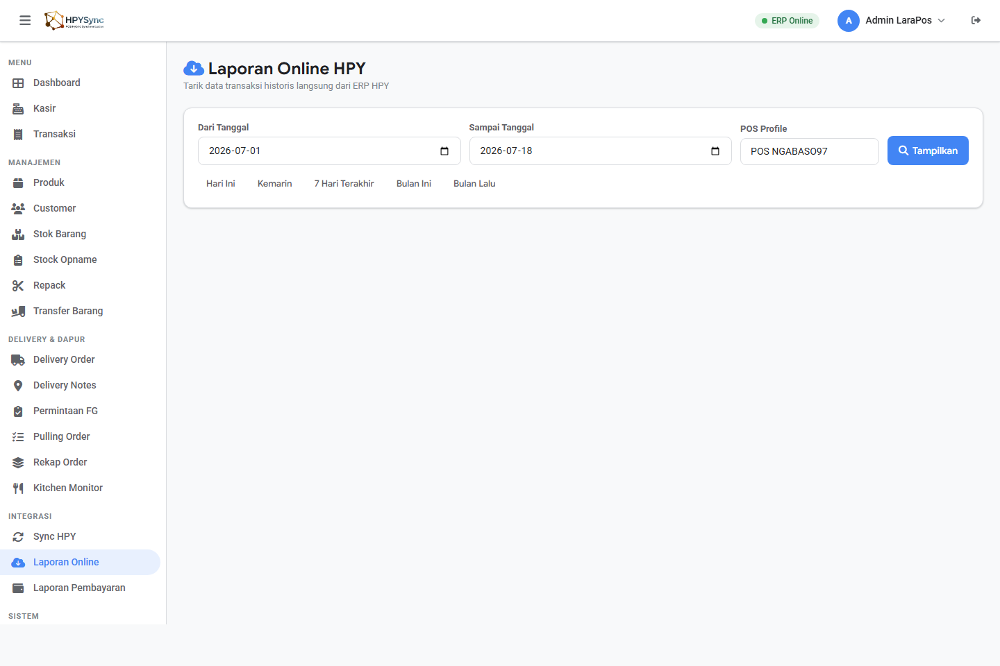 HPYSync
POS Hybrid Synchronization
ERP Online
A
Admin LaraPos
MENU
Dashboard
Kasir
Transaksi
MANAJEMEN
Produk
Customer
Stok Barang
Stock Opname
Repack
Transfer Barang
DELIVERY & DAPUR
Delivery Order
Delivery Notes
Permintaan FG
Pulling Order
Rekap Order
Kitchen Monitor
INTEGRASI
Sync HPY
Laporan Online
Laporan Pembayaran
SISTEM
Laporan Online HPY
Tarik data transaksi historis langsung dari ERP HPY
Dari Tanggal
2026-07-01
Sampai Tanggal
2026-07-18
POS Profile
POS NGABASO97
Tampilkan
Hari Ini
Kemarin
7 Hari Terakhir
Bulan Ini
Bulan Lalu